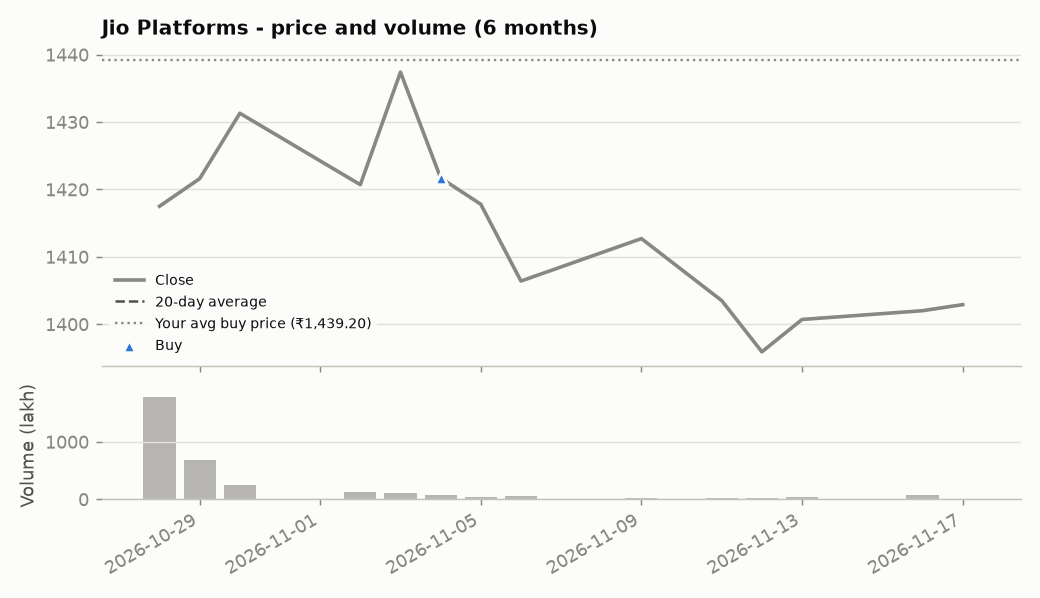 Jio Platforms - price and volume (6 months)
1440
1430
1420
1410
1400
Close
20-day average
Your avg buy price (₹1,439.20)
Buy
Volume (lakh)
1000
0
2026-10-29
2026-11-01
2026-11-05
2026-11-09
2026-11-13
2026-11-17